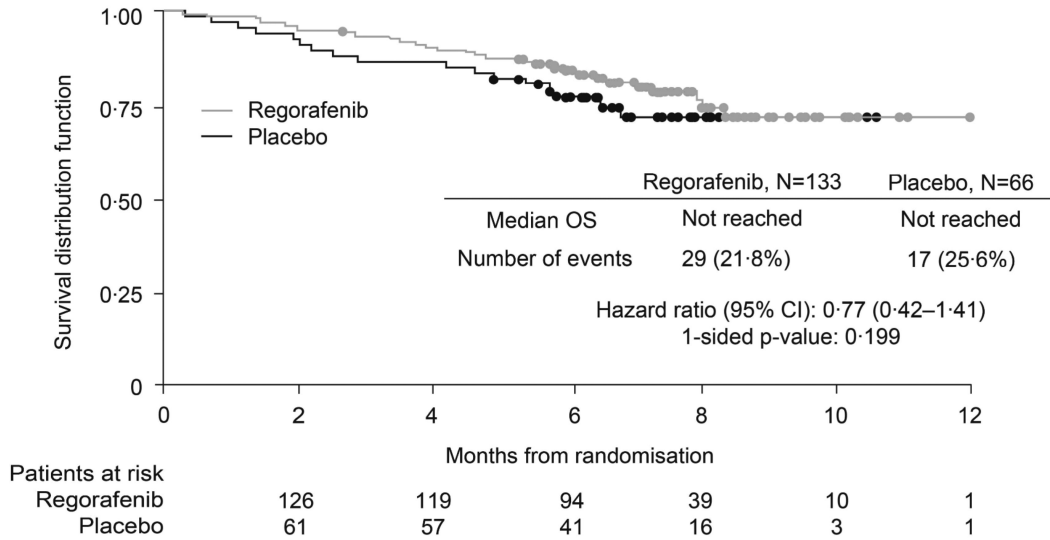 1·00
0·75
0·50
0·25
0
Survival distribution function
Regorafenib
Placebo
Regorafenib, N=133 Placebo, N=66
Median OS Not reached Not reached
Number of events 29 (21·8%) 17 (25·6%)
Hazard ratio (95% CI): 0·77 (0·42–1·41)
1-sided p-value: 0·199
0 2 4 6 8 10 12
Months from randomisation
Patients at risk
Regorafenib 126 119 94 39 10 1
Placebo 61 57 41 16 3 1